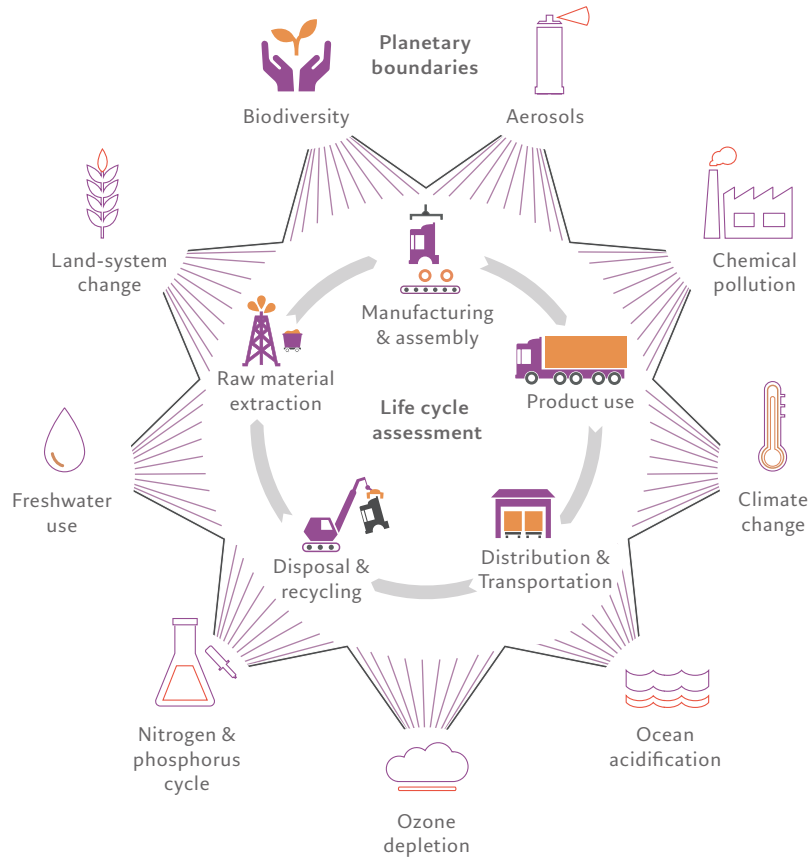 Planetary
boundaries
Biodiversity
Aerosols
Land-system
change
Chemical
pollution
Manufacturing
& assembly
Raw material
extraction
Product use
Life cycle
assessment
Freshwater
use
Climate
change
Disposal &
recycling
Distribution &
Transportation
Nitrogen &
phosphorus
cycle
Ocean
acidification
Ozone
depletion